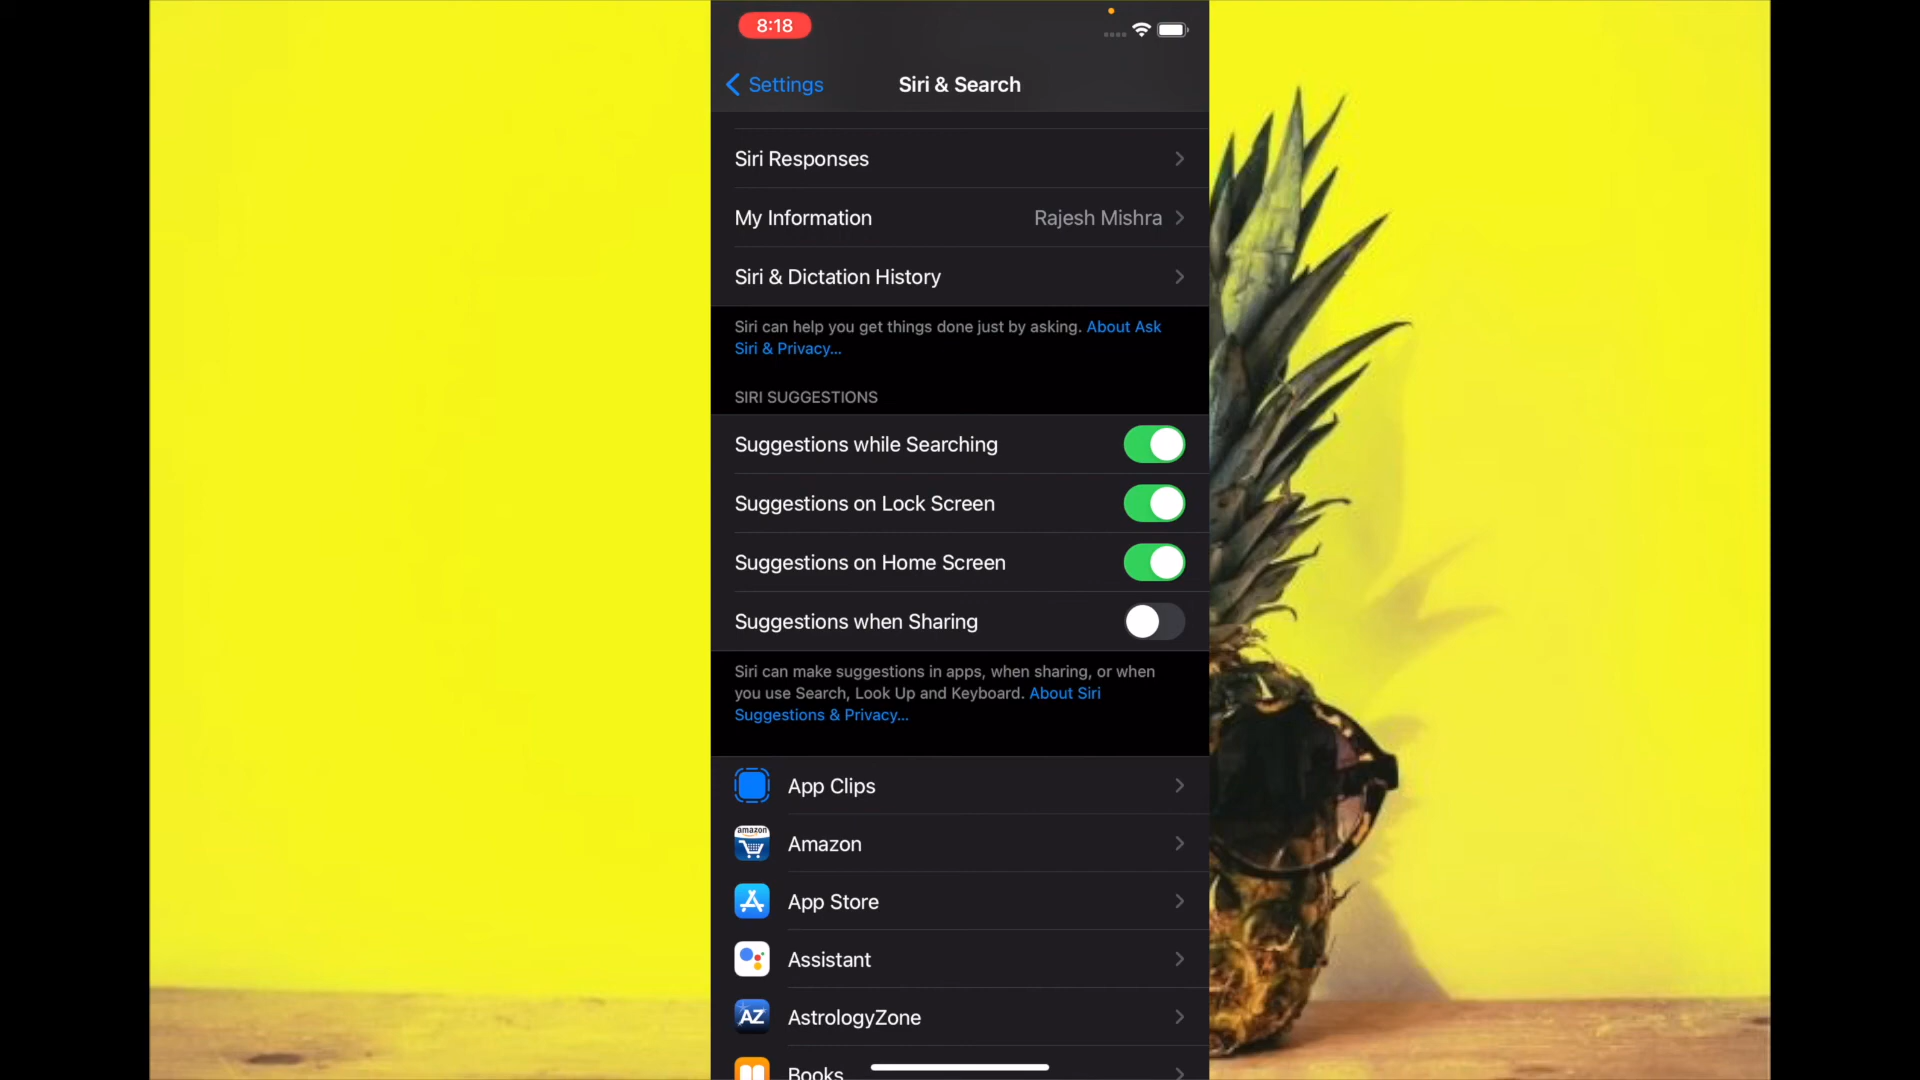 8:18
Settings
Siri & Search
Siri Responses
My Information
Rajesh Mishra
Siri & Dictation History
Siri can help you get things done just by asking. About Ask
Siri & Privacy...
SIRI SUGGESTIONS
Suggestions while Searching
Suggestions on Lock Screen
Suggestions on Home Screen
Suggestions when Sharing
Siri can make suggestions in apps, when sharing, or when
you use Search, Look Up and Keyboard. About Siri
Suggestions & Privacy...
App Clips
amazon
Amazon
App Store
Assistant
AZ
AstrologyZone
Books